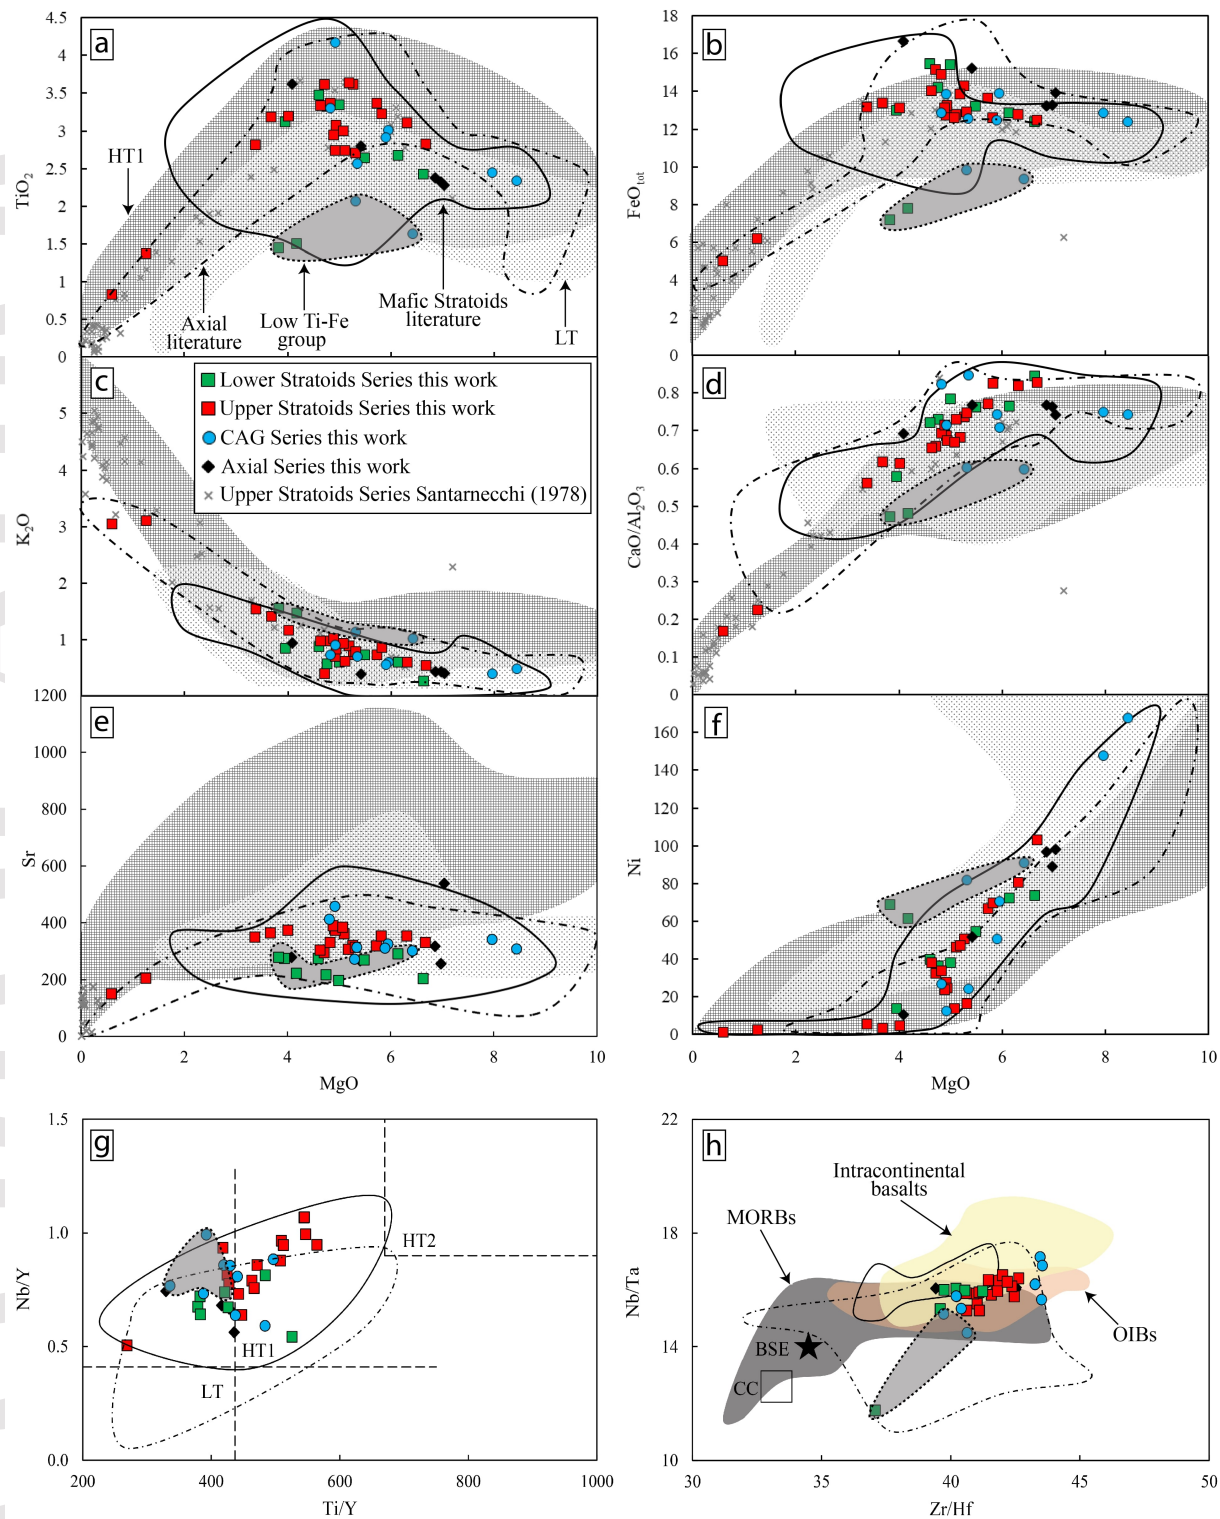 a
4.5
4
3.5
3
2.5
2
1.5
1
0.5
0
TiO2
HT1
Axial
literature
Low Ti-Fe
group
Mafic Stratoids
literature
LT
b
18
16
14
12
10
8
6
4
2
0
FeOtot
c
5
4
3
2
1
K2O
Lower Stratoids Series this work
Upper Stratoids Series this work
CAG Series this work
Axial Series this work
Upper Stratoids Series Santarnecchi (1978)
d
0.8
0.7
0.6
0.5
0.4
0.3
0.2
0.1
0
CaO/Al2O3
e
1200
1000
800
600
400
200
0
Sr
0
2
4
6
8
10
MgO
f
160
140
120
100
80
60
40
20
0
Ni
0
2
4
6
8
10
MgO
g
1.5
1.0
0.5
0.0
Nb/Y
HT2
HT1
LT
200
400
600
800
1000
Ti/Y
h
22
18
14
10
Nb/Ta
Intracontinental
basalts
MORBs
OIBs
BSE
CC
30
35
40
45
50
Zr/Hf